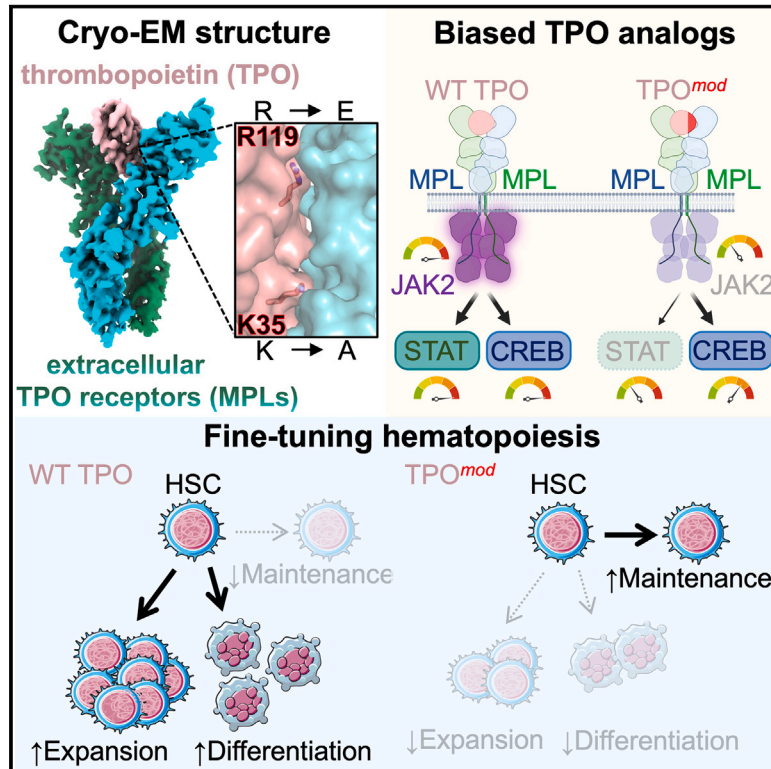 Cryo-EM structure
thrombopoietin (TPO)
R → E
R119
K35
K → A
extracellular
TPO receptors (MPLs)
Biased TPO analogs
WT TPO
TPOmod
MPL
MPL
MPL
MPL
JAK2
JAK2
STAT
CREB
STAT
CREB
Fine-tuning hematopoiesis
WT TPO
HSC
↓Maintenance
↑Expansion
↑Differentiation
TPOmod
HSC
↑Maintenance
↓Expansion
↓Differentiation